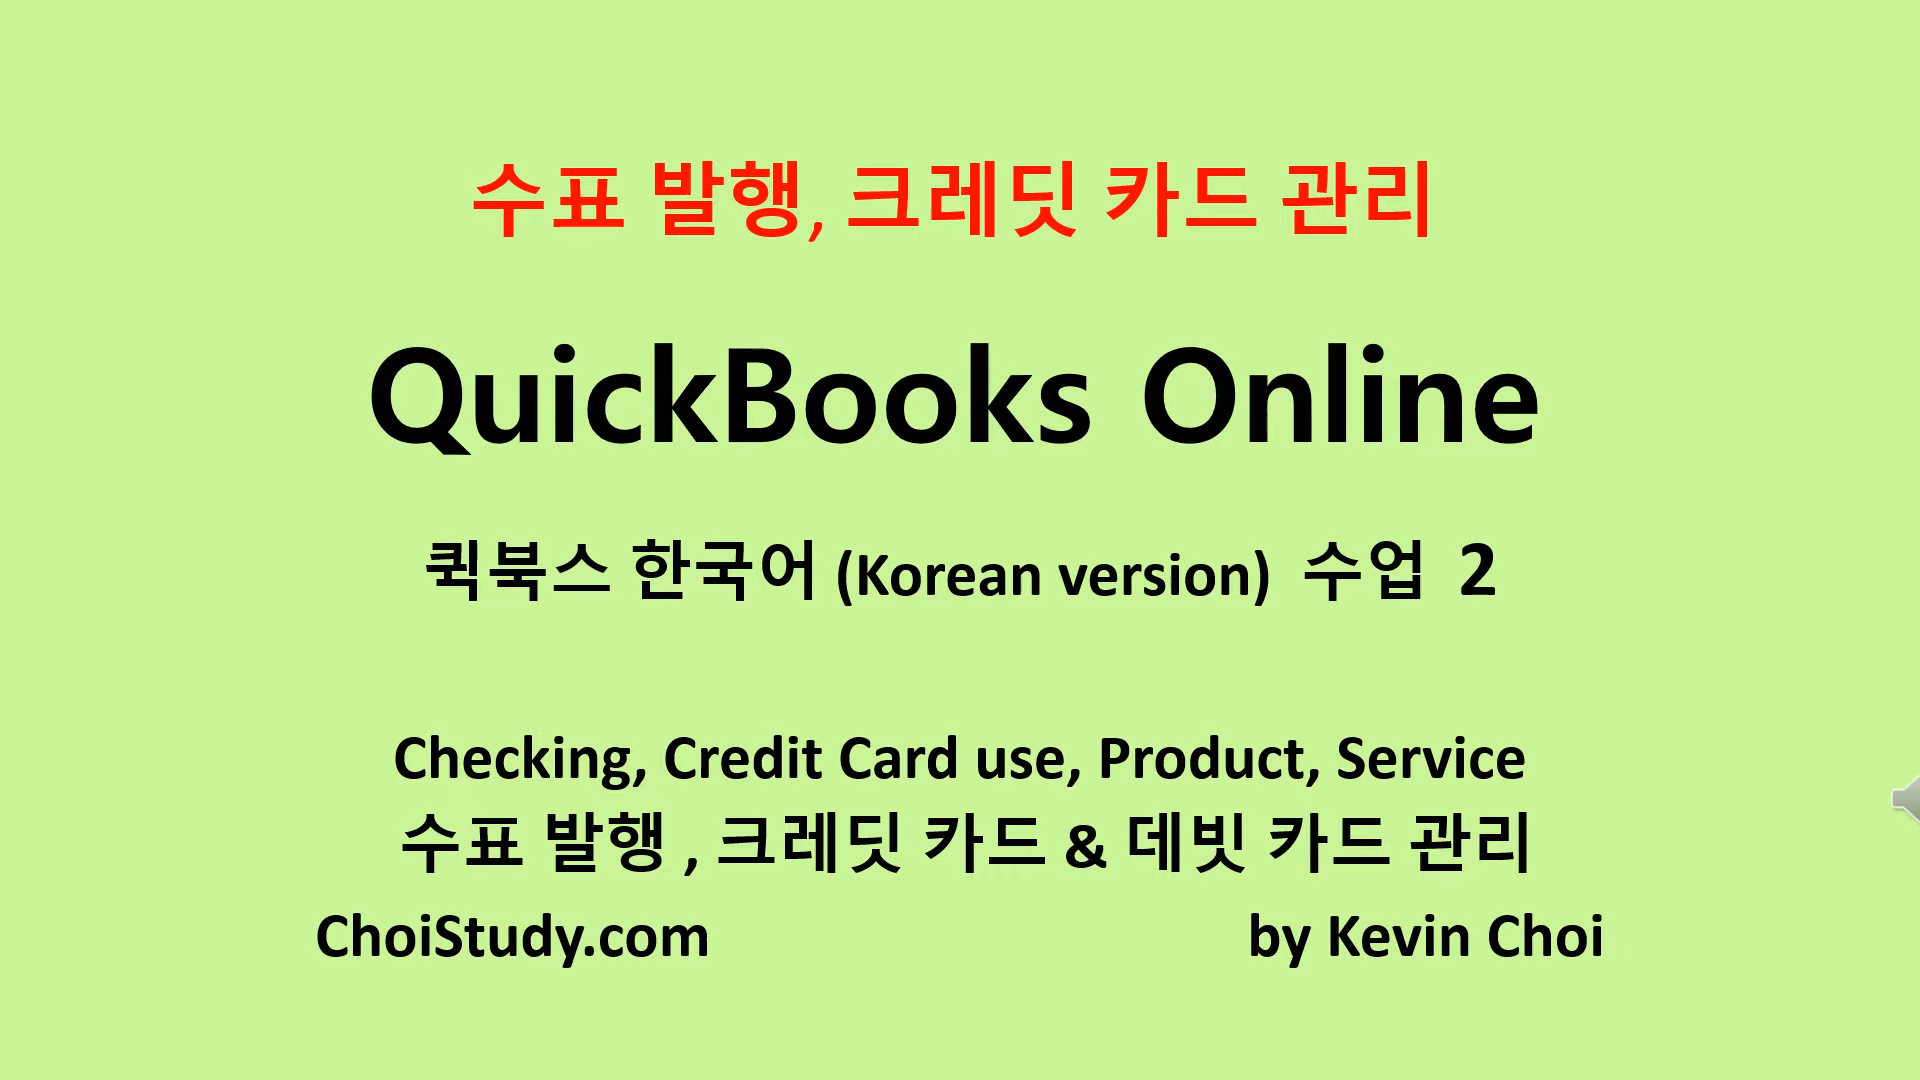 수표 발행, 크레딧 카드 관리
QuickBooks Online
퀵북스 한국어 (Korean version) 수업 2
Checking, Credit Card use, Product, Service
수표 발행 , 크레딧 카드 & 데빗 카드 관리
ChoiStudy.com by Kevin Choi